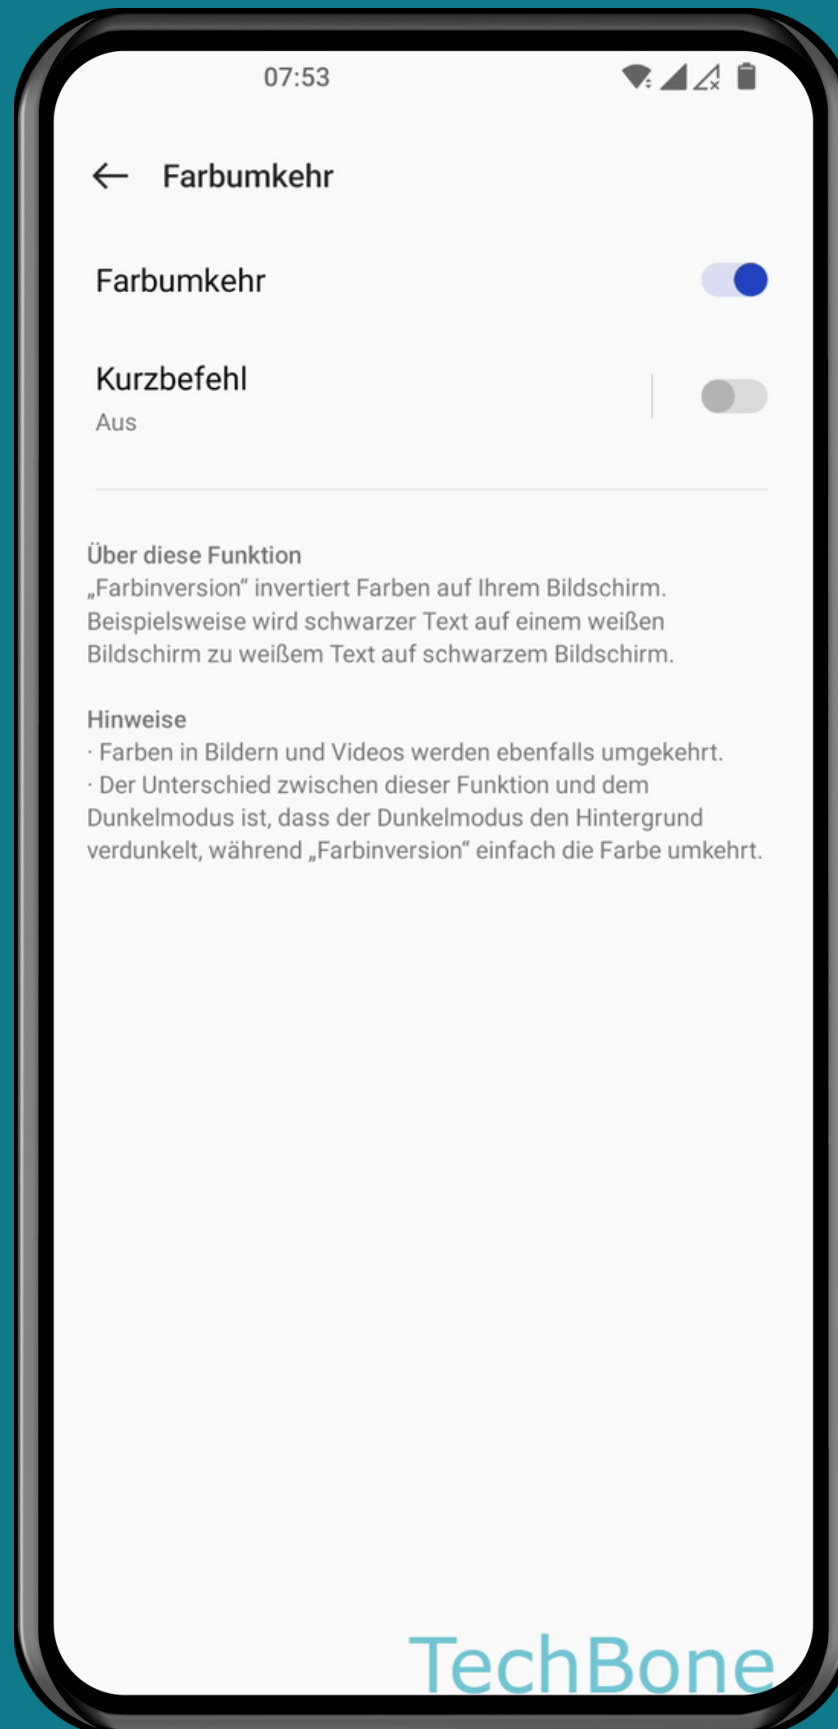 07:53
Farbumkehr
Farbumkehr
Kurzbefehl
Aus
Über diese Funktion
„Farbinversion“ invertiert Farben auf Ihrem Bildschirm.
Beispielsweise wird schwarzer Text auf einem weißen
Bildschirm zu weißem Text auf schwarzem Bildschirm.
Hinweise
· Farben in Bildern und Videos werden ebenfalls umgekehrt.
· Der Unterschied zwischen dieser Funktion und dem
Dunkelmodus ist, dass der Dunkelmodus den Hintergrund
verdunkelt, während „Farbinversion“ einfach die Farbe umkehrt.
TechBone